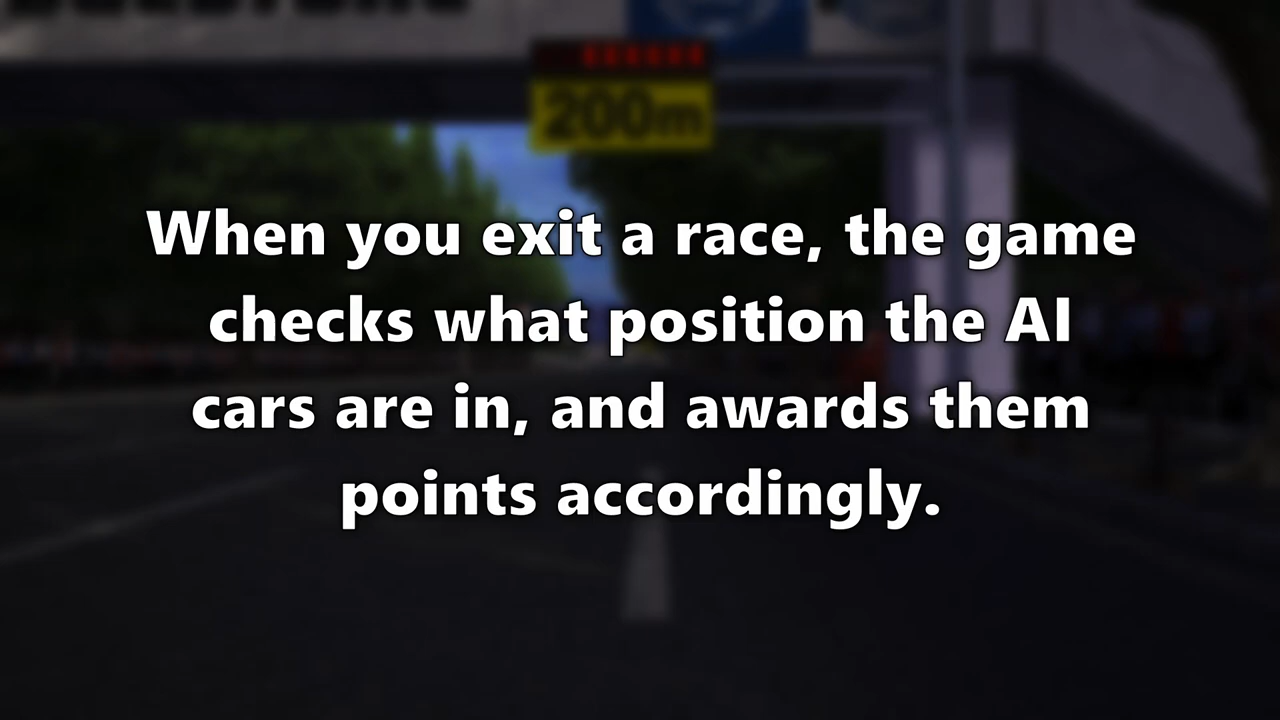 200m
When you exit a race, the game
checks what position the AI
cars are in, and awards them
points accordingly.